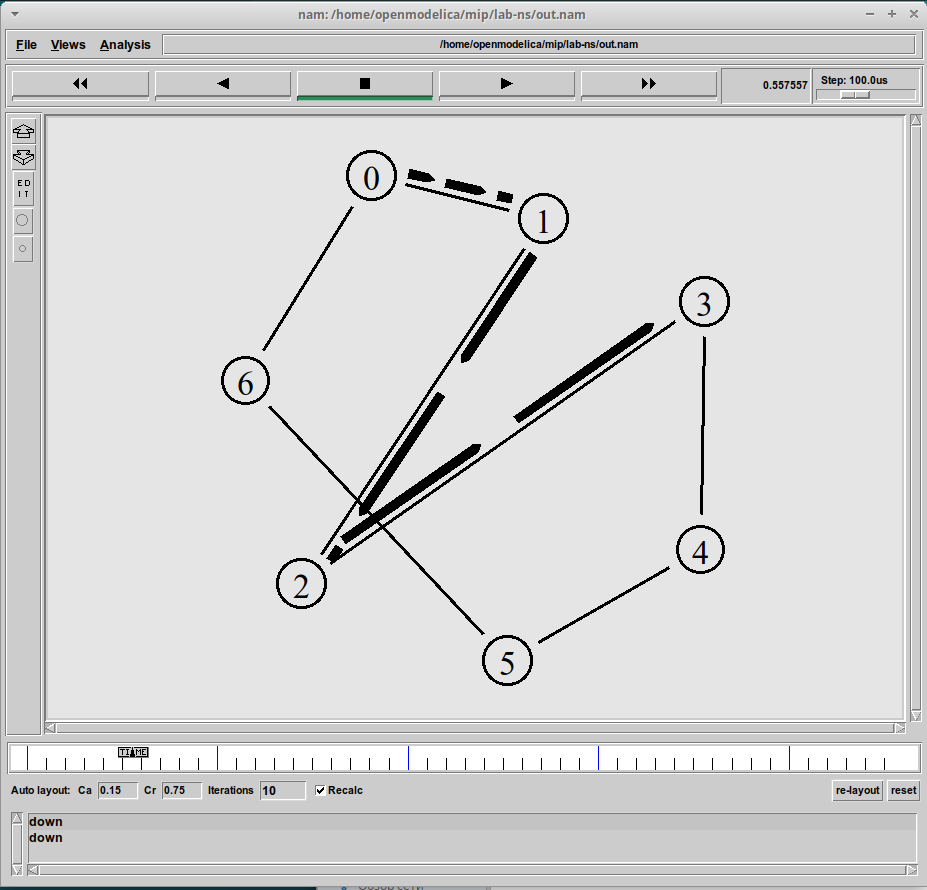 nam: /home/openmodelica/mip/lab-ns/out.nam
File Views Analysis /home/openmodelica/mip/lab-ns/out.nam
0.557557 Step: 100.0us
ED
IT
0
1
3
6
4
2
5
TIME
Auto layout: Ca 0.15 Cr 0.75 Iterations 10 Recalc re-layout reset
down
down